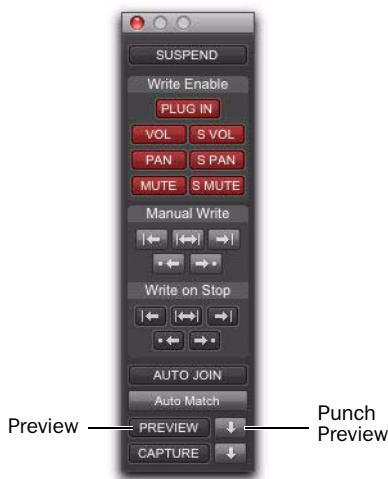 SUSPEND
Write Enable
PLUG IN
VOL S VOL
PAN S PAN
MUTE S MUTE
Manual Write
Write on Stop
AUTO JOIN
Auto Match
Preview PREVIEW Punch
Preview
CAPTURE